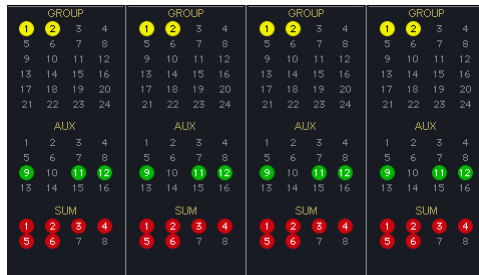 GROUP GROUP GROUP GROUP
1 2 3 4 1 2 3 4 1 2 3 4 1 2 3 4
5 6 7 8 5 6 7 8 5 6 7 8 5 6 7 8
9 10 11 12 9 10 11 12 9 10 11 12 9 10 11 12
13 14 15 16 13 14 15 16 13 14 15 16 13 14 15 16
17 18 19 20 17 18 19 20 17 18 19 20 17 18 19 20
21 22 23 24 21 22 23 24 21 22 23 24 21 22 23 24
AUX AUX AUX AUX
1 2 3 4 1 2 3 4 1 2 3 4 1 2 3 4
5 6 7 8 5 6 7 8 5 6 7 8 5 6 7 8
9 10 11 12 9 10 11 12 9 10 11 12 9 10 11 12
13 14 15 16 13 14 15 16 13 14 15 16 13 14 15 16
SUM SUM SUM SUM
1 2 3 4 1 2 3 4 1 2 3 4 1 2 3 4
5 6 7 8 5 6 7 8 5 6 7 8 5 6 7 8